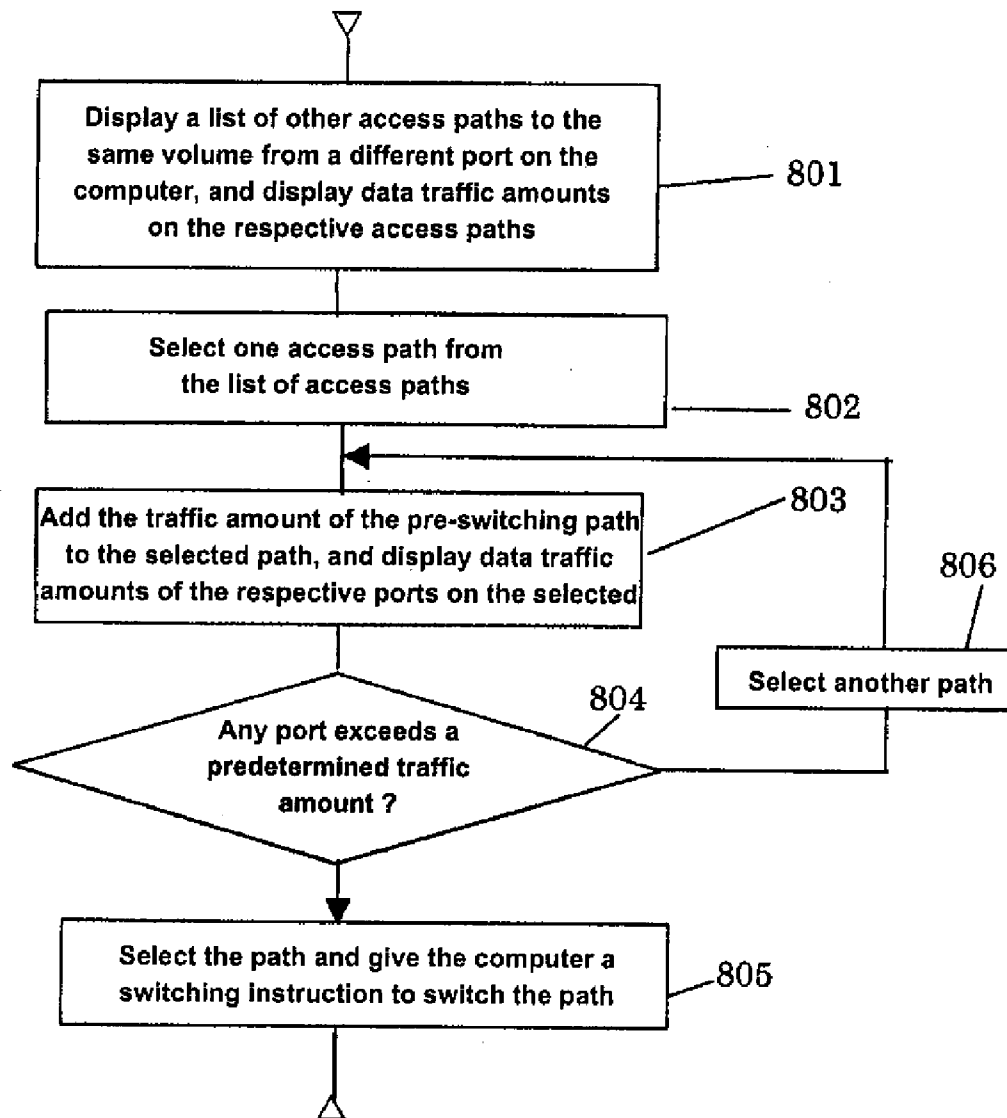 Display a list of other access paths to the
same volume from a different port on the
computer, and display data traffic amounts
on the respective access paths
801
Select one access path from
the list of access paths
802
Add the traffic amount of the pre-switching path
to the selected path, and display data traffic
amounts of the respective ports on the selected
803
806
Select another path
804
Any port exceeds a
predetermined traffic
amount ?
Select the path and give the computer a
switching instruction to switch the path
805